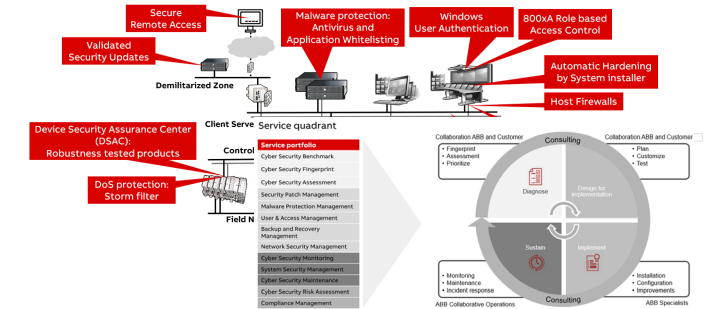 Secure
Remote Access
Validated
Security Updates
Demilitarized Zone
Malware protection:
Antivirus and
Application Whitelisting
Windows
User Authentication
800xA Role based
Access Control
Automatic Hardening
by System installer
Host Firewalls
Client Serve
Device Security Assurance Center
(DSAC):
Robustness tested products
Control
DoS protection:
Storm filter
Field N
Service quadrant
Service portfolio
Cyber Security Benchmark
Cyber Security Fingerprint
Cyber Security Assessment
Security Patch Management
Malware Protection Management
User & Access Management
Backup and Recovery
Management
Network Security Management
Cyber Security Monitoring
System Security Management
Cyber Security Maintenance
Cyber Security Risk Assessment
Compliance Management
Collaboration ABB and Customer
• Fingerprint
• Assessment
• Prioritize
Consulting
Collaboration ABB and Customer
• Plan
• Customize
• Test
Diagnose
Design for
implementation
Sustain
Implement
• Monitoring
• Maintenance
• Incident response
ABB Collaborative Operations
Consulting
• Installation
• Configuration
• Improvements
ABB Specialists